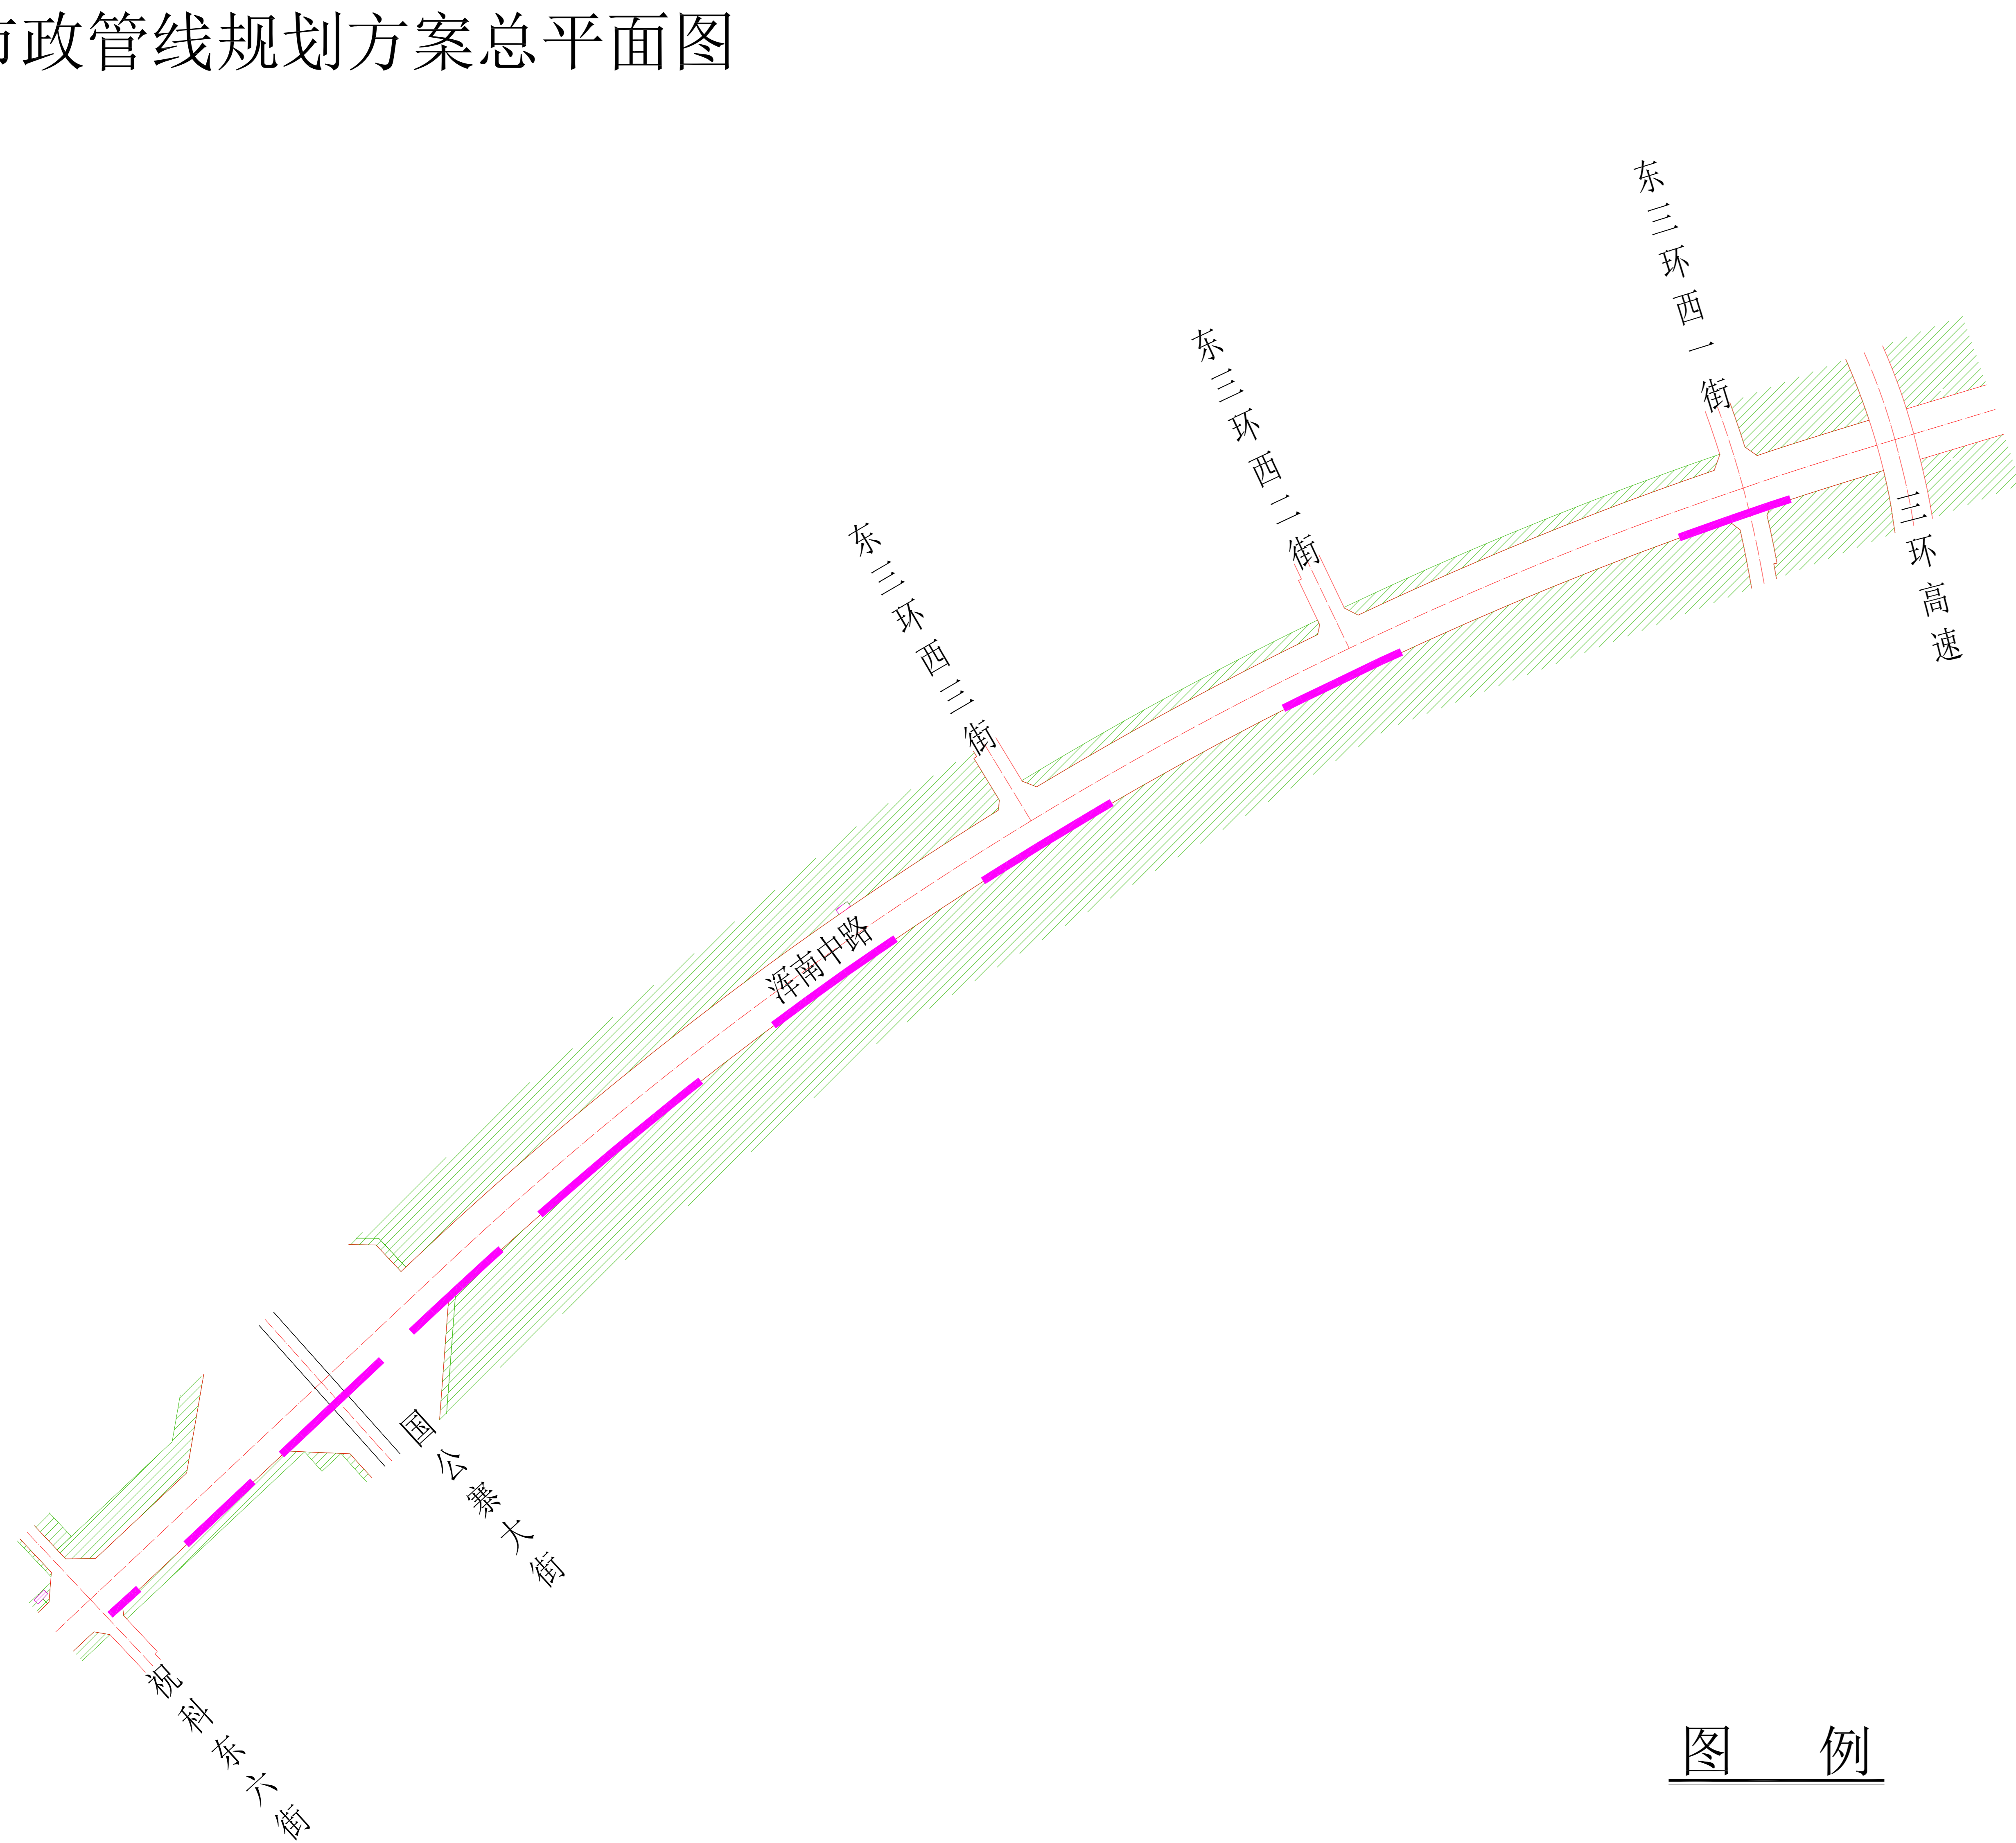 政管线规划方案总平面图
东三环西一街
东三环西二街
东三环西三街
三环高速
浑南中路
国公寨大街
祝科东六街
图 例